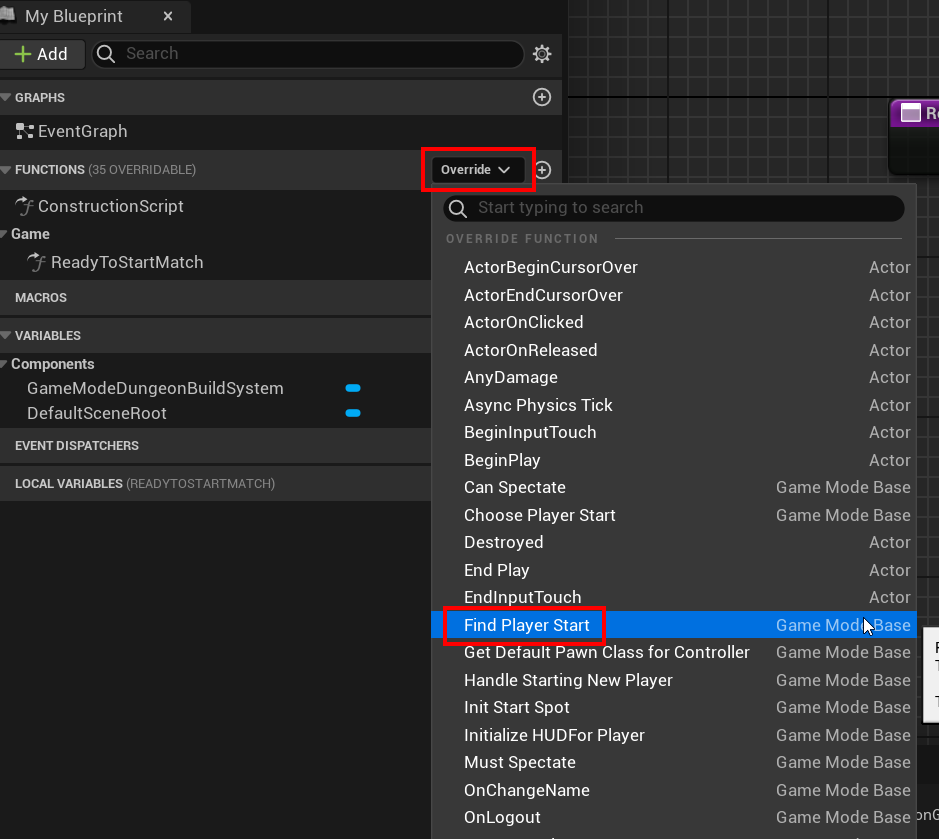 My Blueprint
Add
Search
GRAPHS
EventGraph
FUNCTIONS (35 OVERRIDABLE)
Override
ConstructionScript
Game
ReadyToStartMatch
MACROS
VARIABLES
Components
GameModeDungeonBuildSystem
DefaultSceneRoot
EVENT DISPATCHERS
LOCAL VARIABLES (READYTOSTARTMATCH)
Start typing to search
OVERRIDE FUNCTION
ActorBeginCursorOver Actor
ActorEndCursorOver Actor
ActorOnClicked Actor
ActorOnReleased Actor
AnyDamage Actor
Async Physics Tick Actor
BeginInputTouch Actor
BeginPlay Actor
Can Spectate Game Mode Base
Choose Player Start Game Mode Base
Destroyed Actor
End Play Actor
EndInputTouch Actor
Find Player Start Game Mode Base
Get Default Pawn Class for Controller Game Mode Base
Handle Starting New Player Game Mode Base
Init Start Spot Game Mode Base
Initialize HUDFor Player Game Mode Base
Must Spectate Game Mode Base
OnChangeName Game Mode Base
OnLogout Game Mode Base